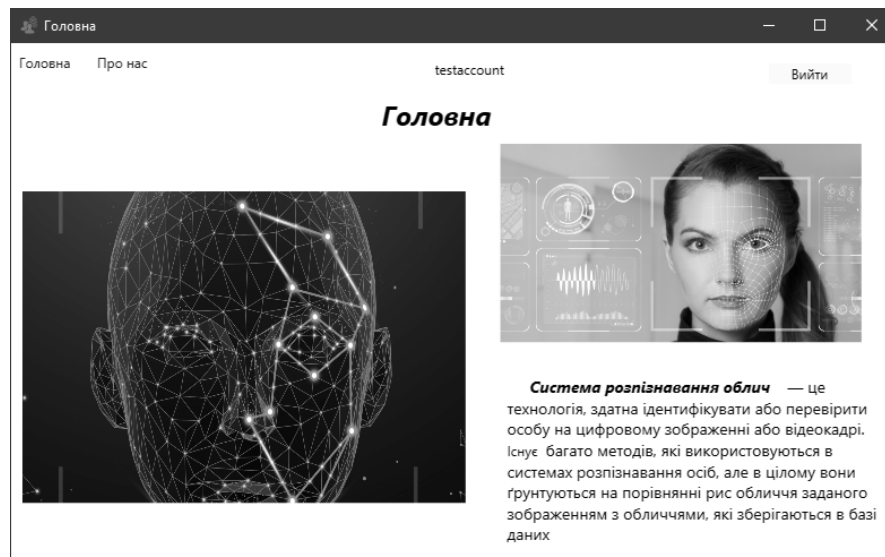 Головна
Головна Про нас
testaccount
Вийти
Головна
Система розпізнавання облич — це
технологія, здатна ідентифікувати або перевірити
особу на цифровому зображенні або відеокадрі.
Існує багато методів, які використовуються в
системах розпізнавання осіб, але в цілому вони
ґрунтуються на порівнянні рис обличчя заданого
зображенням з обличчями, які зберігаються в базі
даних